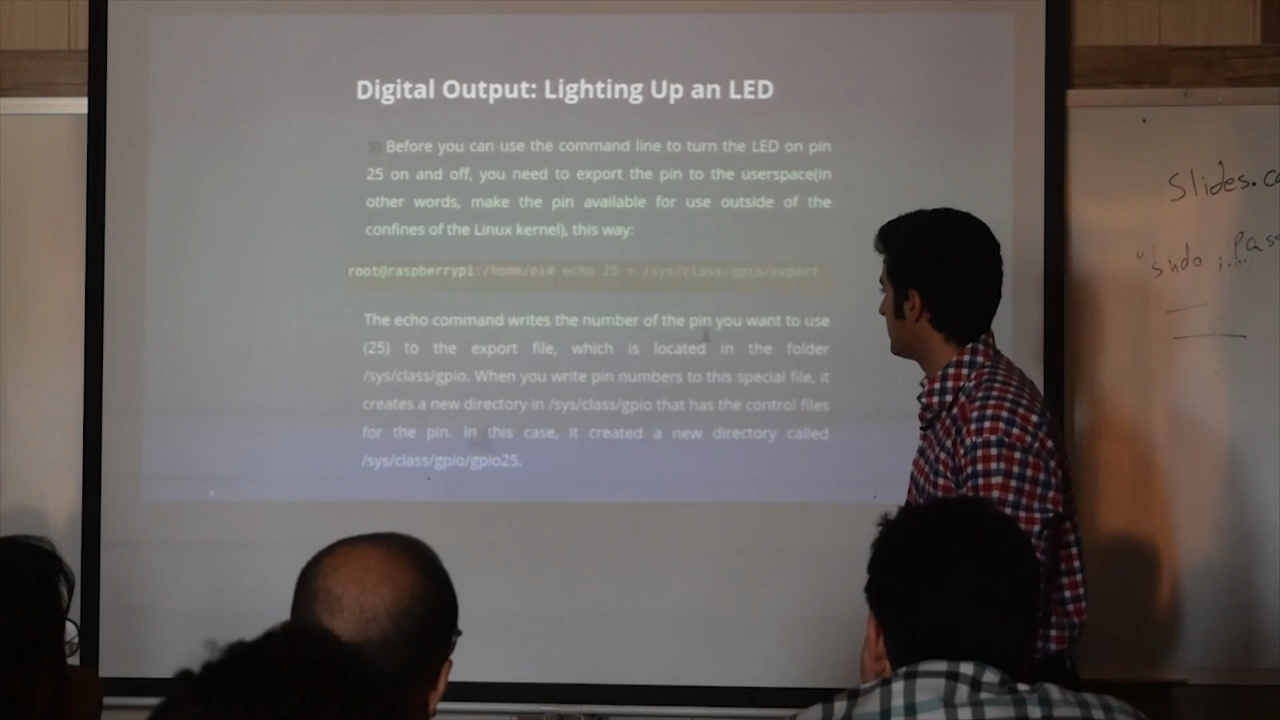 Digital Output: Lighting Up an LED
Before you can use the command line to turn the LED on pin
25 on and off, you need to export the pin to the userspace(in
other words, make the pin available for use outside of the
confines of the Linux kernel), this way:
root@raspberrypi:/home/pi# echo 25 > /sys/class/gpio/export
The echo command writes the number of the pin you want to use
(25) to the export file, which is located in the folder
/sys/class/gpio. When you write pin numbers to this special file, it
creates a new directory in /sys/class/gpio that has the control files
for the pin. In this case, it created a new directory called
/sys/class/gpio/gpio25.
Slides.c
"sudo Pass